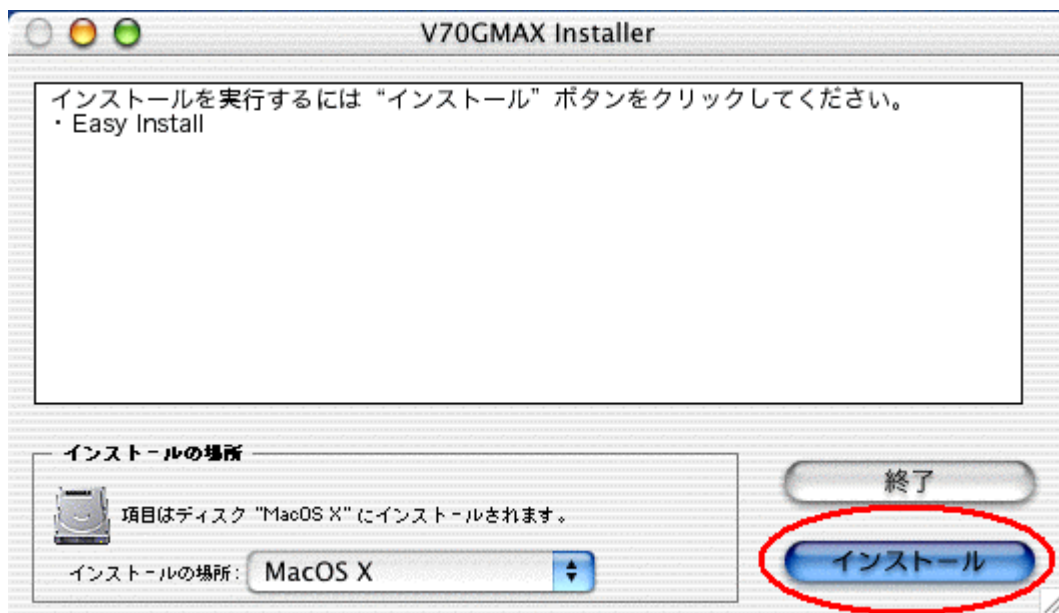 V70GMAX Installer
インストールを実行するには“インストール”ボタンをクリックしてください。
・Easy Install
インストールの場所
項目はディスク "MacOS X" にインストールされます。
インストールの場所: MacOS X
終了
インストール